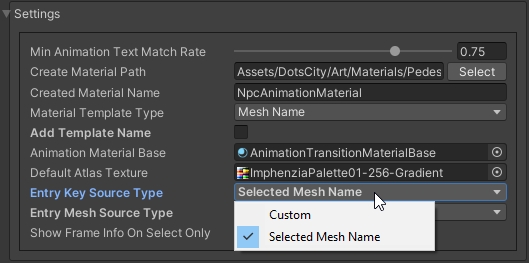 Settings
Min Animation Text Match Rate 0.75
Create Material Path Assets/DotsCity/Art/Materials/Pedes Select
Created Material Name NpcAnimationMaterial
Material Template Type Mesh Name
Add Template Name
Animation Material Base AnimationTransitionMaterialBase
Default Atlas Texture ImphenziaPalette01-256-Gradient
Entry Key Source Type Selected Mesh Name
Entry Mesh Source Type
Custom
Show Frame Info On Select Only
Selected Mesh Name